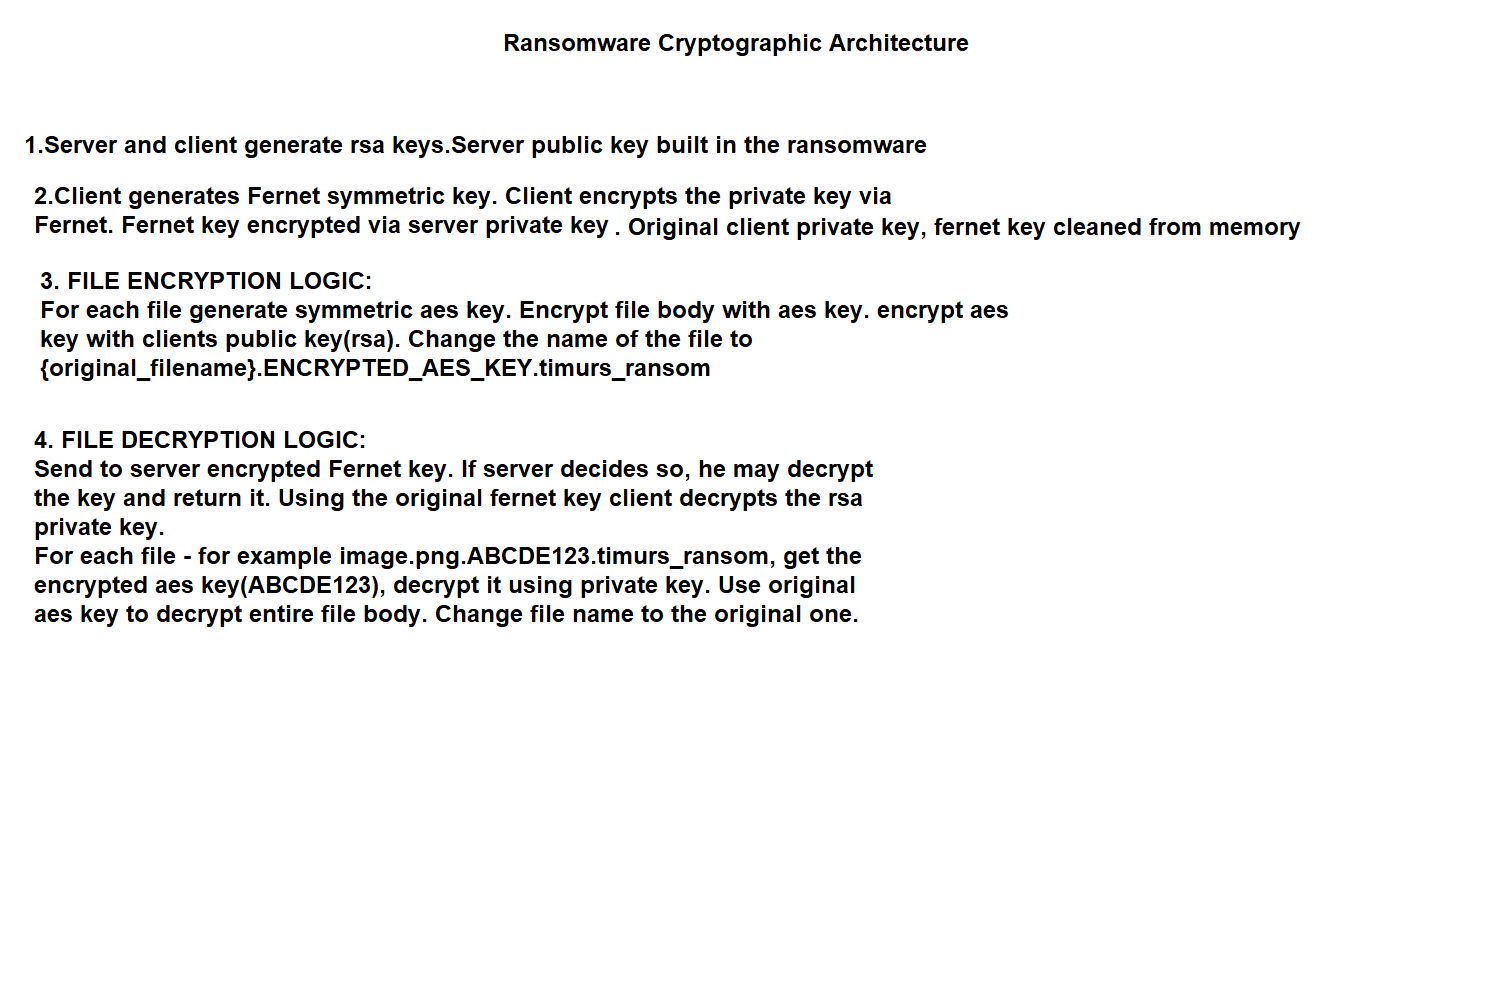 Ransomware Cryptographic Architecture
1.Server and client generate rsa keys.Server public key built in the ransomware
2.Client generates Fernet symmetric key. Client encrypts the private key via
Fernet. Fernet key encrypted via server private key . Original client private key, fernet key cleaned from memory
3. FILE ENCRYPTION LOGIC:
For each file generate symmetric aes key. Encrypt file body with aes key. encrypt aes
key with clients public key(rsa). Change the name of the file to
{original_filename}.ENCRYPTED_AES_KEY.timurs_ransom
4. FILE DECRYPTION LOGIC:
Send to server encrypted Fernet key. If server decides so, he may decrypt
the key and return it. Using the original fernet key client decrypts the rsa
private key.
For each file - for example image.png.ABCDE123.timurs_ransom, get the
encrypted aes key(ABCDE123), decrypt it using private key. Use original
aes key to decrypt entire file body. Change file name to the original one.